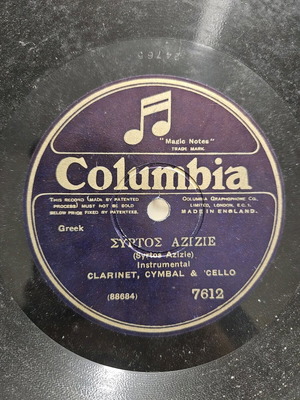 24765
"Magic Notes"
TRADE MARK.
Columbia
THIS RECORD (MADE BY PATENTED
PROCESS) MUST NOT BE SOLD
BELOW PRICE FIXED BY PATENTEES.
COLUMBIA GRAPHOPHONE CO.
LIMITED, LONDON, E.C. 1.
MADE IN ENGLAND.
Greek
ΣΥΡΤΟΣ ΑΖΙΖΙΕ
(Syrtos Azizie)
Instrumental
CLARINET, CYMBAL & 'CELLO
(88684)
7612